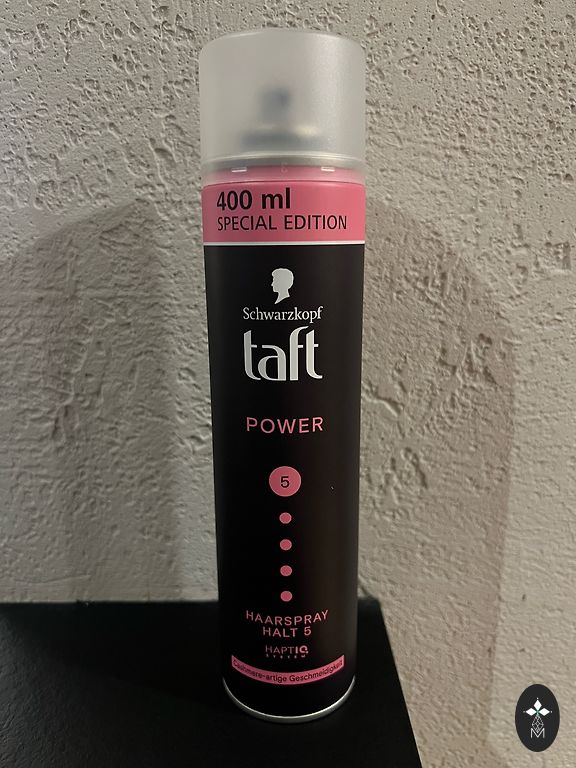 400 ml
SPECIAL EDITION
Schwarzkopf
taft
POWER
5
HAARSPRAY
HALT 5
HAPTIQ
SYSTEM
Cashmere-artige Geschmeidigkeit
M